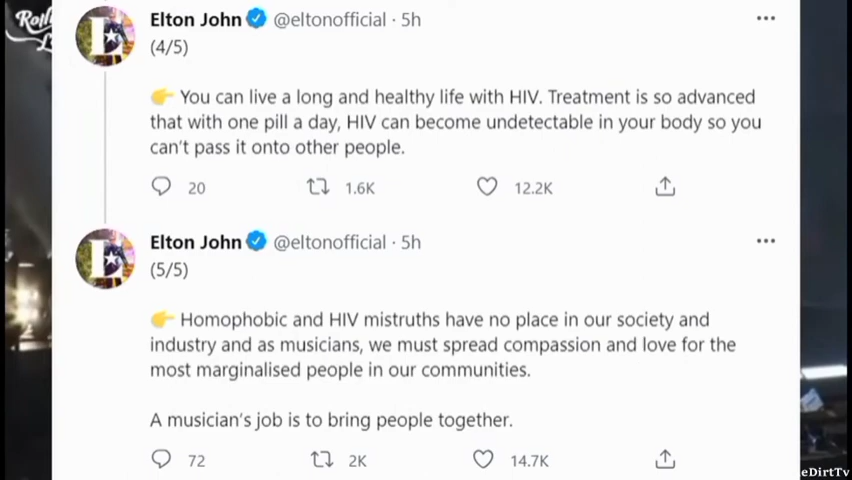 Elton John @eltonofficial · 5h
(4/5)
👉 You can live a long and healthy life with HIV. Treatment is so advanced
that with one pill a day, HIV can become undetectable in your body so you
can't pass it onto other people.
20 1.6K 12.2K
Elton John @eltonofficial · 5h
(5/5)
👉 Homophobic and HIV mistruths have no place in our society and
industry and as musicians, we must spread compassion and love for the
most marginalised people in our communities.
A musician's job is to bring people together.
72 2K 14.7K
eDirtTv